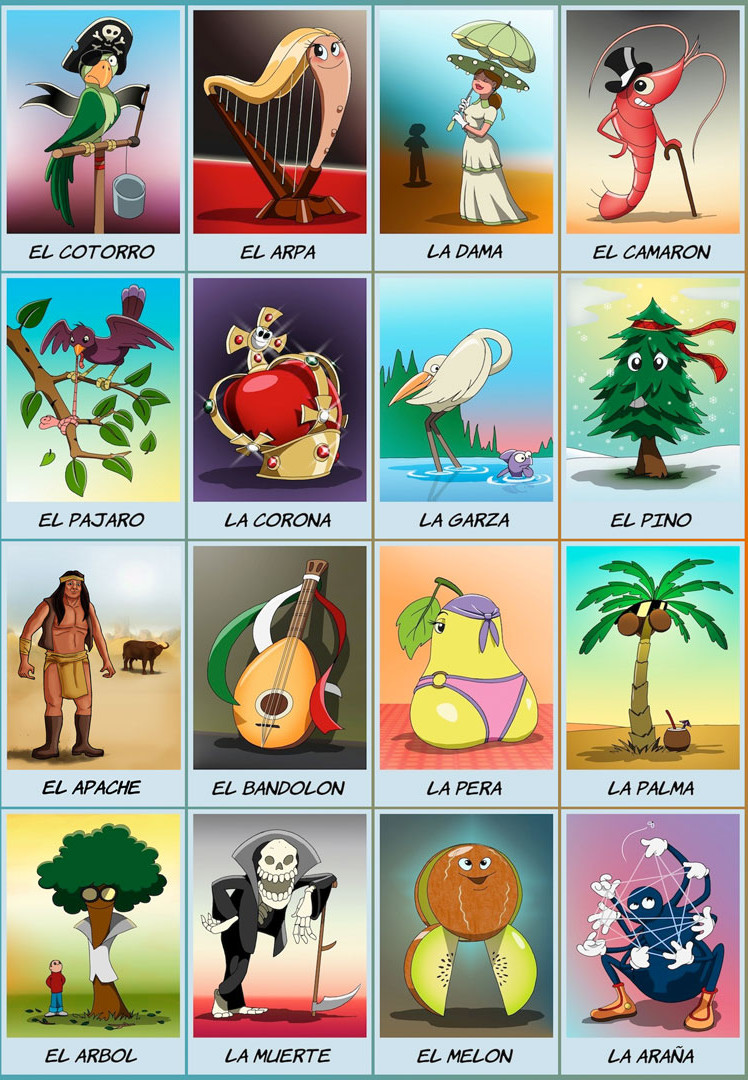 EL COTORRO
EL ARPA
LA DAMA
EL CAMARON
EL PAJARO
LA CORONA
LA GARZA
EL PINO
EL APACHE
EL BANDOLON
LA PERA
LA PALMA
EL ARBOL
LA MUERTE
EL MELON
LA ARAÑA